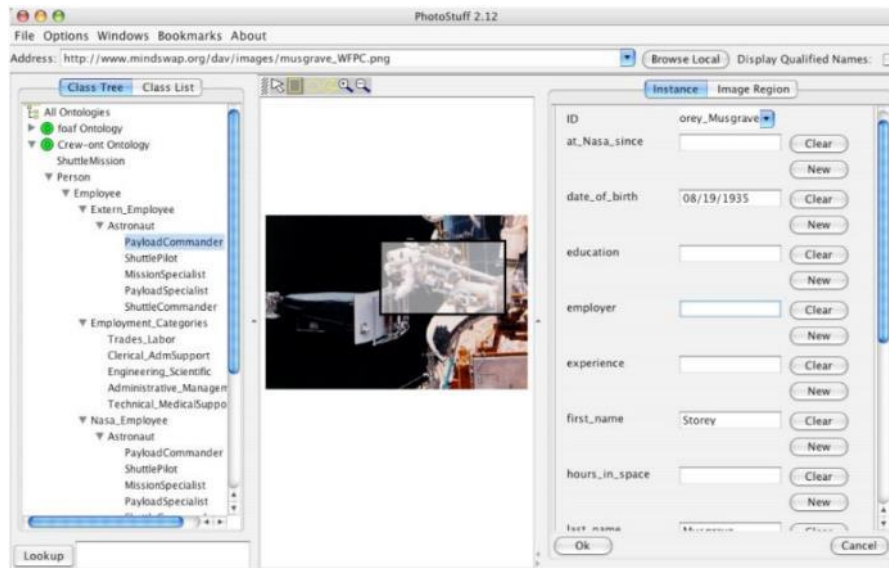 PhotoStuff 2.12
File Options Windows Bookmarks About
Address: http://www.mindswap.org/dav/images/musgrave_WFPC.png Browse Local Display Qualified Names:
Class Tree Class List
All Ontologies
foaf Ontology
Crew-ont Ontology
ShuttleMission
Person
Employee
Extern_Employee
Astronaut
PayloadCommander
ShuttlePilot
MissionSpecialist
PayloadSpecialist
ShuttleCommander
Employment_Categories
Trades_Labor
Clerical_AdmSupport
Engineering_Scientific
Administrative_Managem
Technical_MedicalSuppo
Nasa_Employee
Astronaut
PayloadCommander
ShuttlePilot
MissionSpecialist
PayloadSpecialist
Lookup
Instance Image Region
ID orey_Musgrave
at_Nasa_since Clear
New
date_of_birth 08/19/1935 Clear
New
education Clear
New
employer Clear
New
experience Clear
New
first_name Storey Clear
New
hours_in_space Clear
New
last_name Musgrave Clear
Ok Cancel